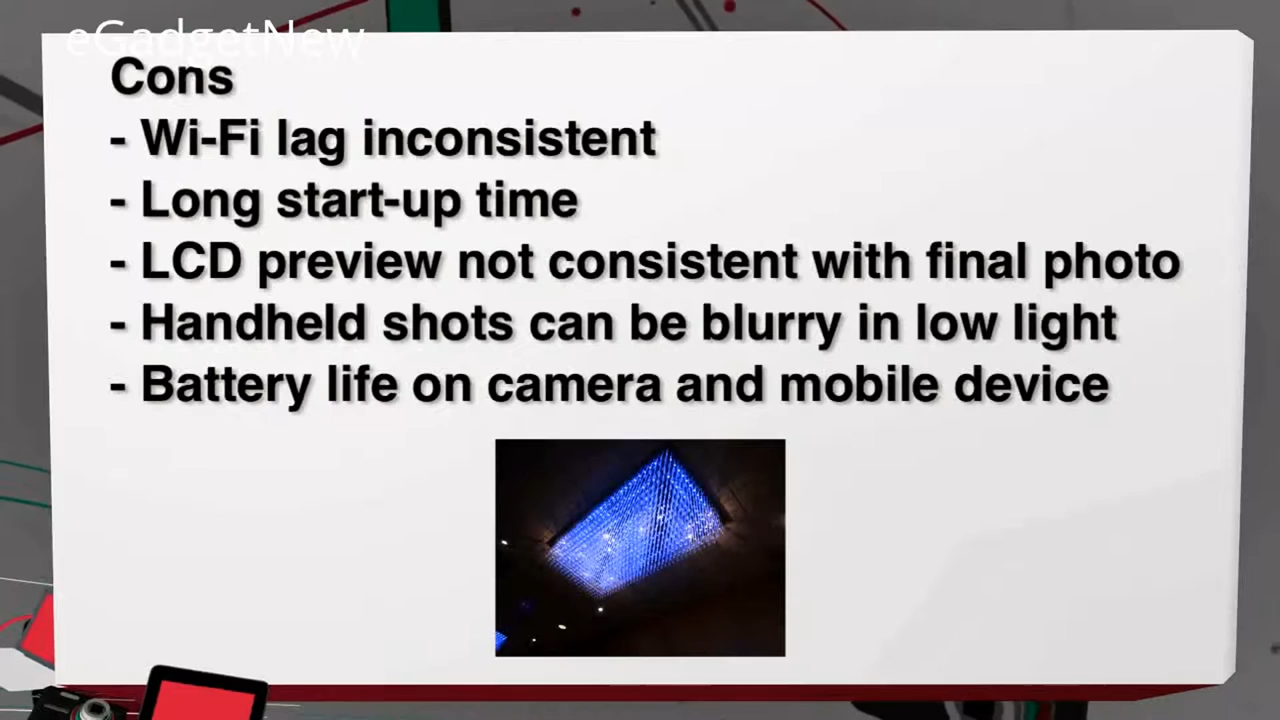 eGadgetNew
Cons
- Wi-Fi lag inconsistent
- Long start-up time
- LCD preview not consistent with final photo
- Handheld shots can be blurry in low light
- Battery life on camera and mobile device